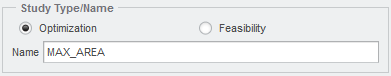 Study Type/Name
Optimization Feasibility
Name MAX_AREA